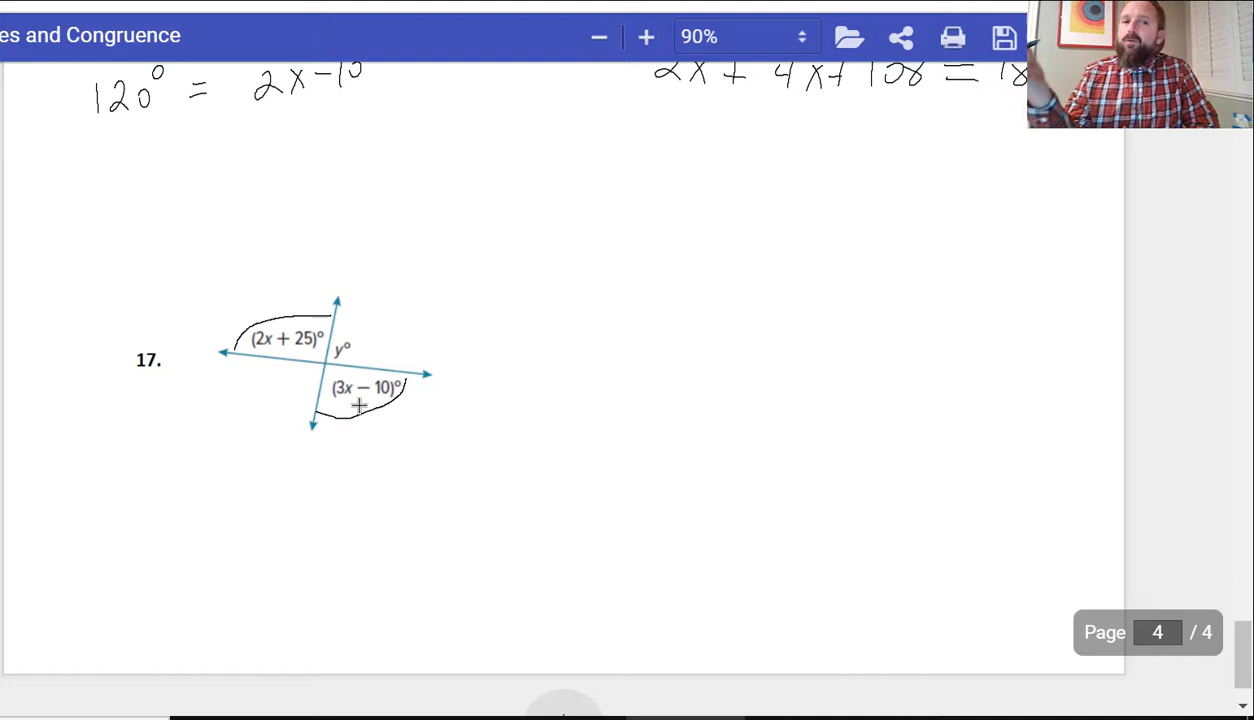 es and Congruence
90%
120° = 2x-10
2x + 4x + 108 = 18
17.
(2x + 25)°
y°
(3x − 10)°
Page 4 / 4